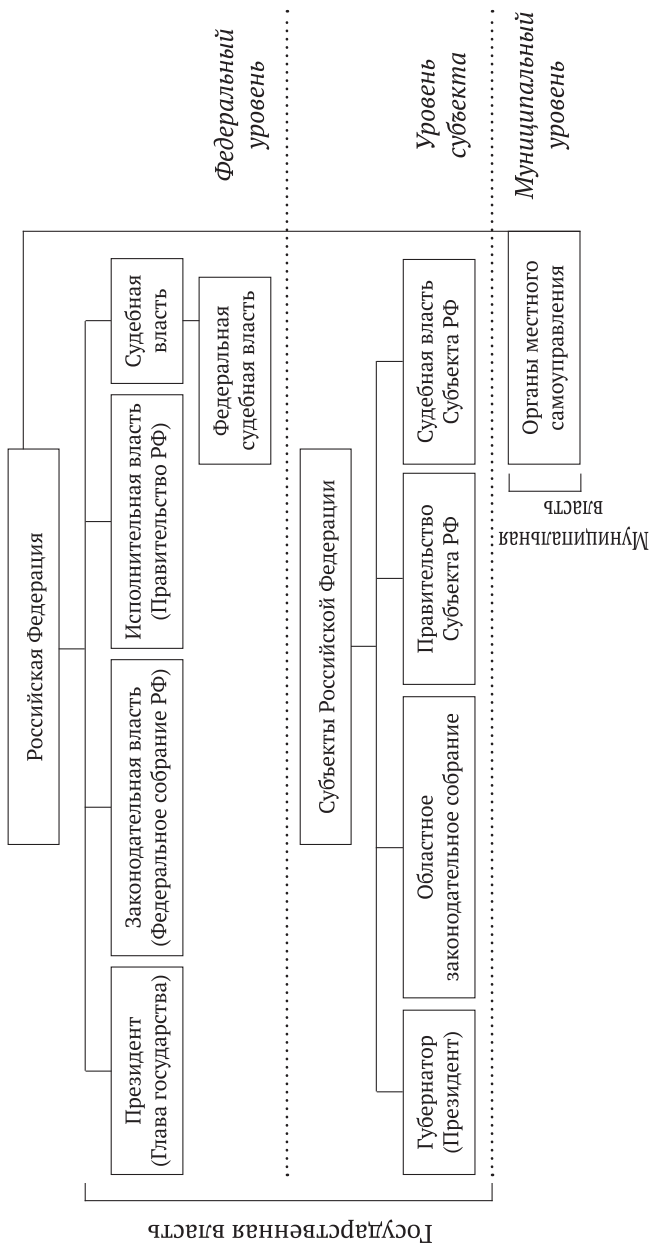 Государственная власть
Российская Федерация
Президент
(Глава государства)
Законодательная власть
(Федеральное собрание РФ)
Исполнительная власть
(Правительство РФ)
Судебная
власть
Федеральная
судебная власть
Федеральный
уровень
Субъекты Российской Федерации
Губернатор
(Президент)
Областное
законодательное собрание
Правительство
Субъекта РФ
Судебная власть
Субъекта РФ
Уровень
субъекта
Муниципальная
власть
Органы местного
самоуправления
Муниципальный
уровень